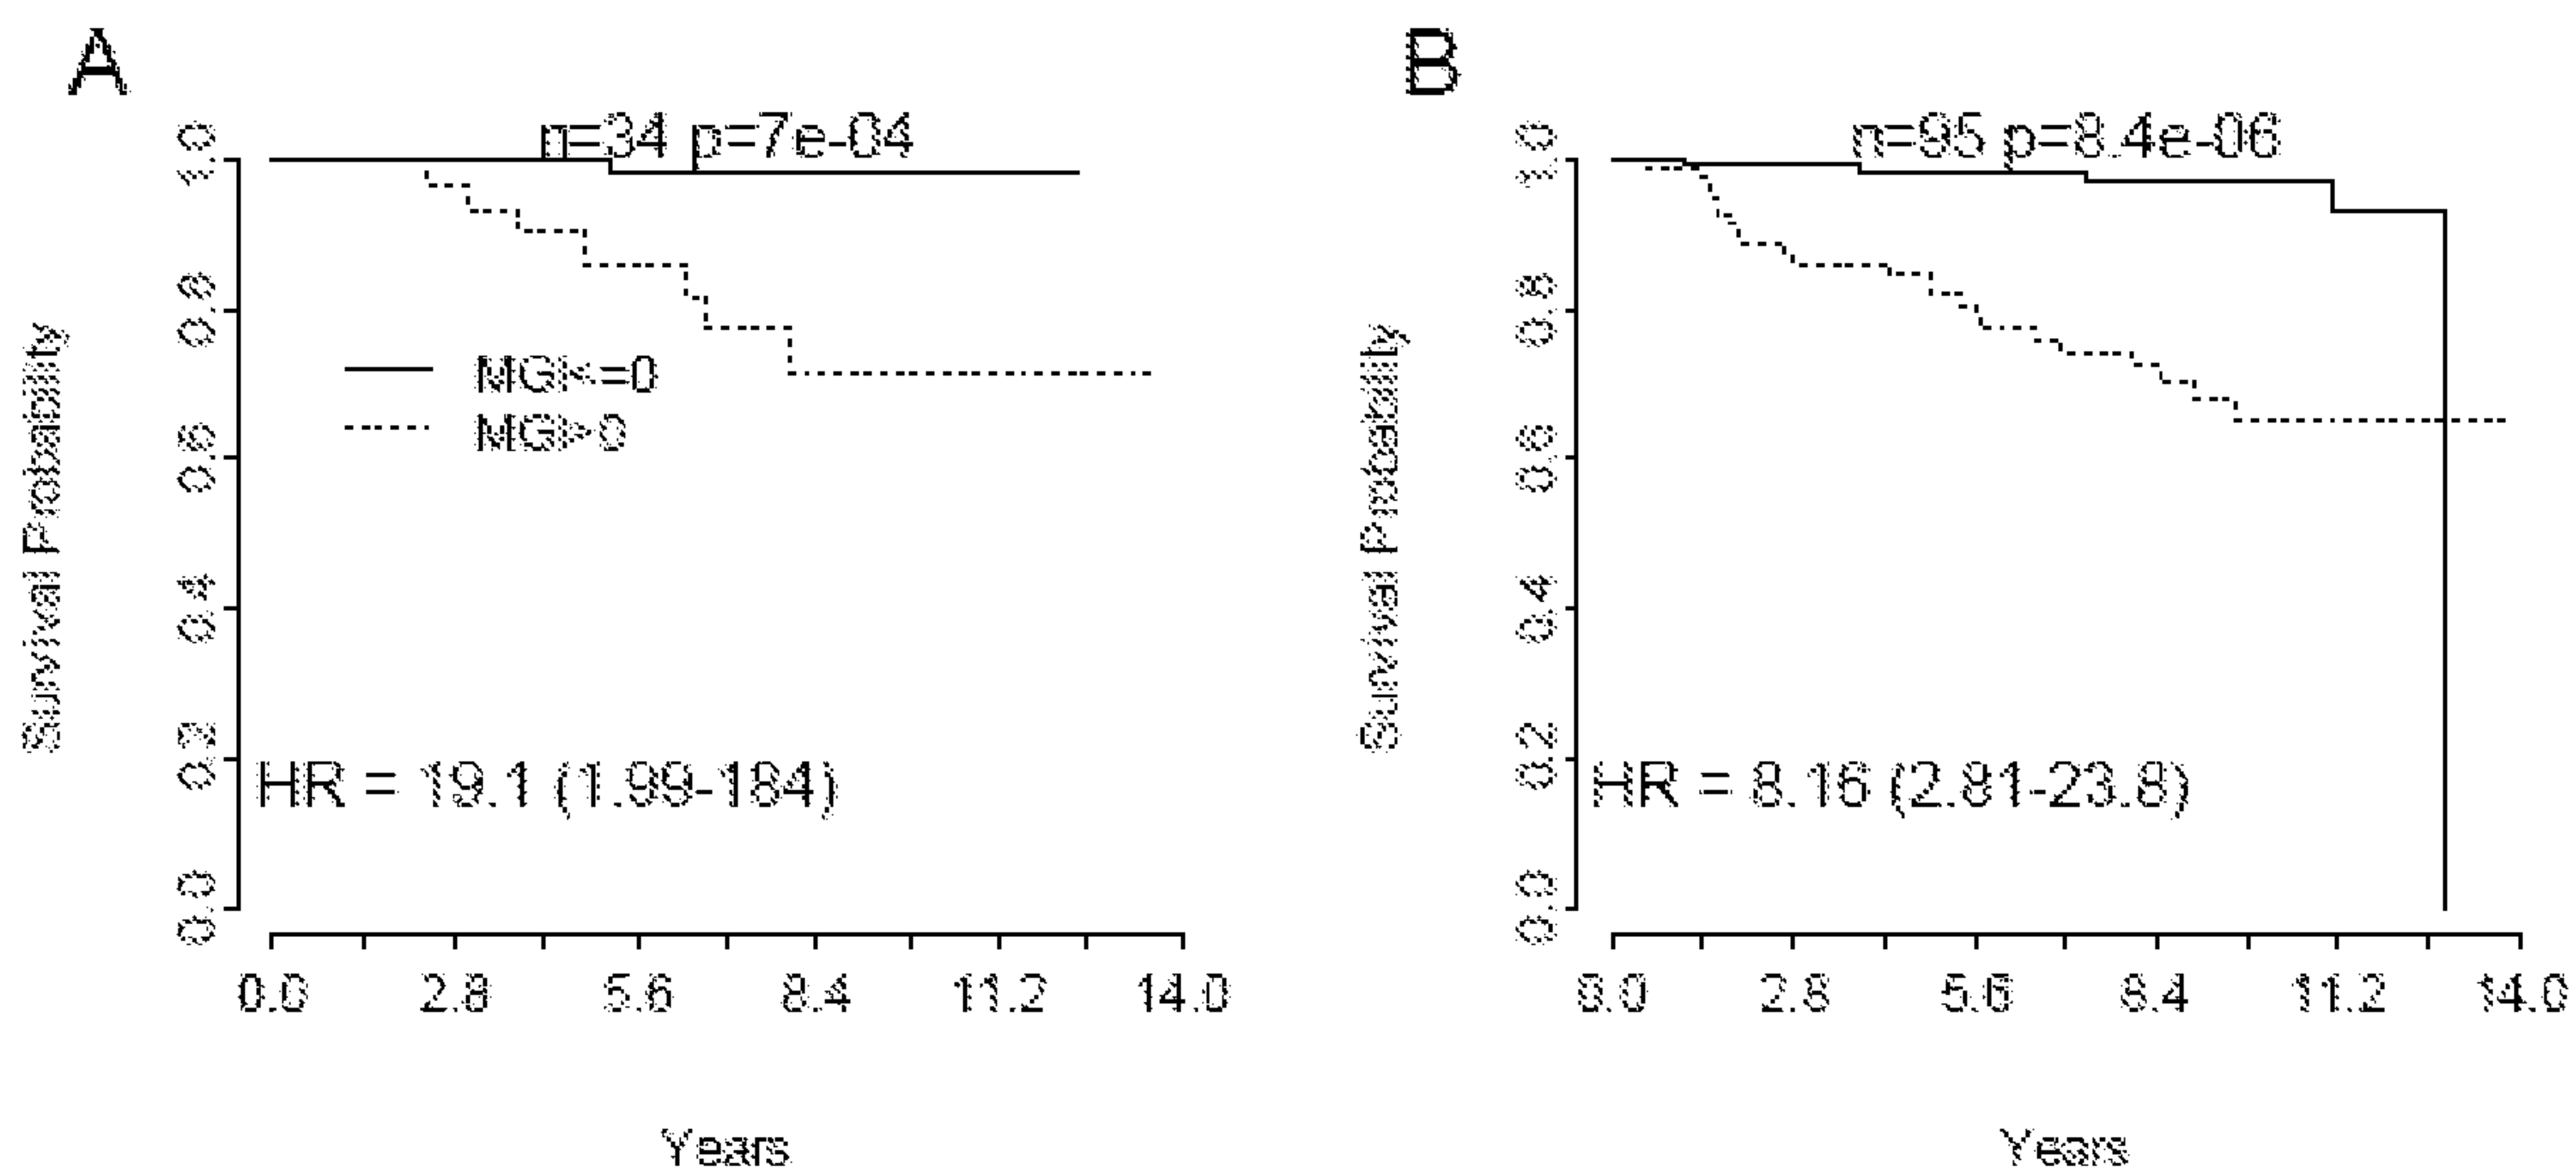 A
n=34 p=7e-04
1.0
0.8
0.6
0.4
0.2
0.0
Survival Probability
MGI<=0
MGI>0
HR = 19.1 (1.99-184)
0.0 2.8 5.6 8.4 11.2 14.0
Years
B
n=95 p=8.4e-06
1.0
0.8
0.6
0.4
0.2
0.0
Survival Probability
HR = 8.16 (2.81-23.8)
0.0 2.8 5.6 8.4 11.2 14.0
Years